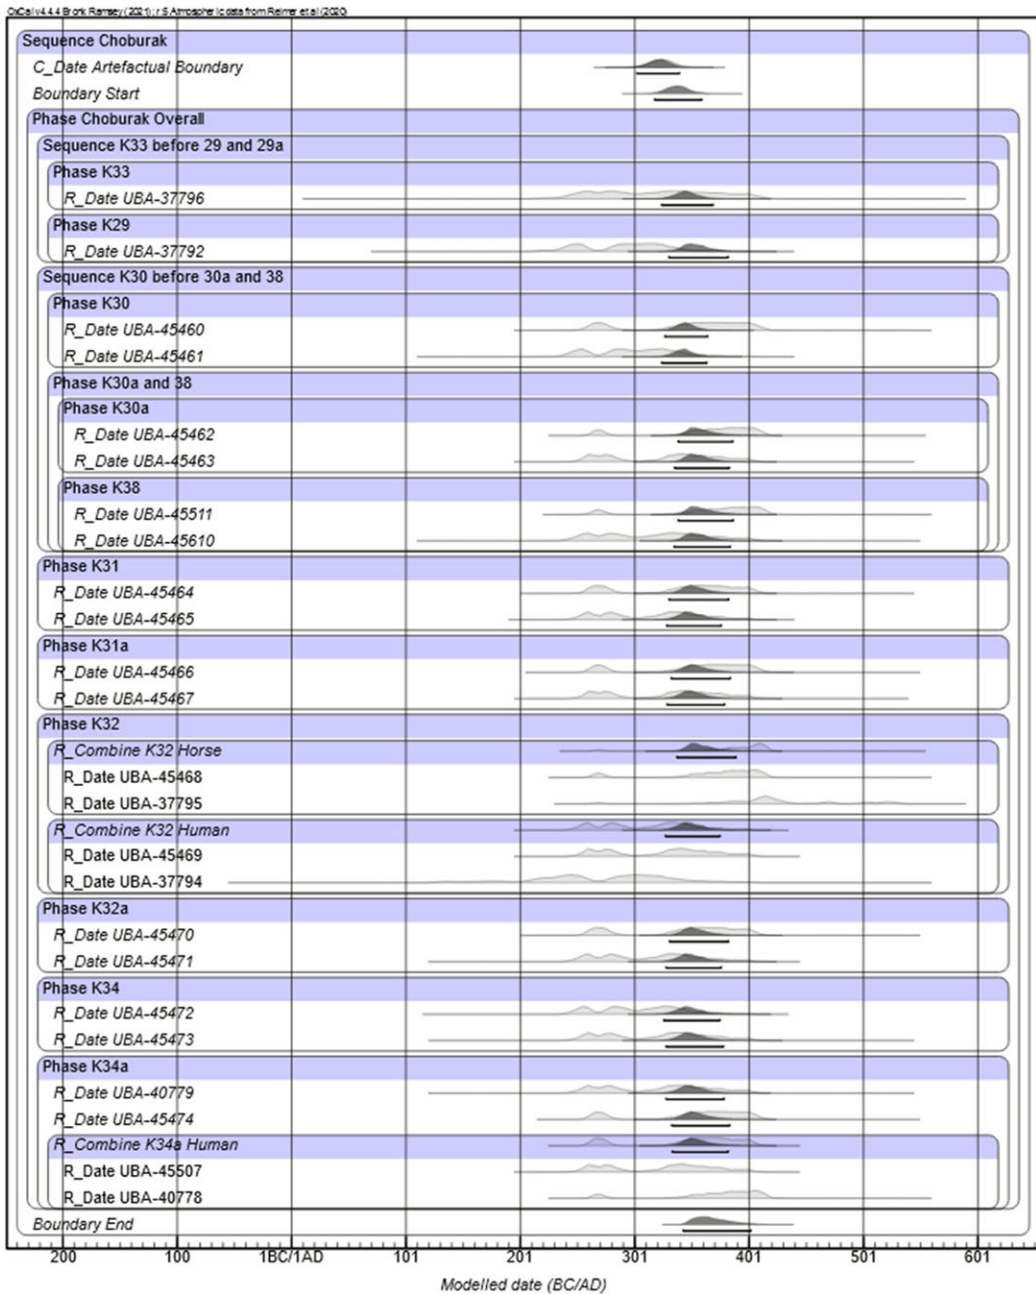 OxCal v4.4.4 Bronk Ramsey (2021); r:5 Atmospheric data from Reimer et al (2020)
Sequence Choburak
C_Date Artefactual Boundary
Boundary Start
Phase Choburak Overall
Sequence K33 before 29 and 29a
Phase K33
R_Date UBA-37796
Phase K29
R_Date UBA-37792
Sequence K30 before 30a and 38
Phase K30
R_Date UBA-45460
R_Date UBA-45461
Phase K30a and 38
Phase K30a
R_Date UBA-45462
R_Date UBA-45463
Phase K38
R_Date UBA-45511
R_Date UBA-45610
Phase K31
R_Date UBA-45464
R_Date UBA-45465
Phase K31a
R_Date UBA-45466
R_Date UBA-45467
Phase K32
R_Combine K32 Horse
R_Date UBA-45468
R_Date UBA-37795
R_Combine K32 Human
R_Date UBA-45469
R_Date UBA-37794
Phase K32a
R_Date UBA-45470
R_Date UBA-45471
Phase K34
R_Date UBA-45472
R_Date UBA-45473
Phase K34a
R_Date UBA-40779
R_Date UBA-45474
R_Combine K34a Human
R_Date UBA-45507
R_Date UBA-40778
Boundary End
200 100 1BC/1AD 101 201 301 401 501 601
Modelled date (BC/AD)